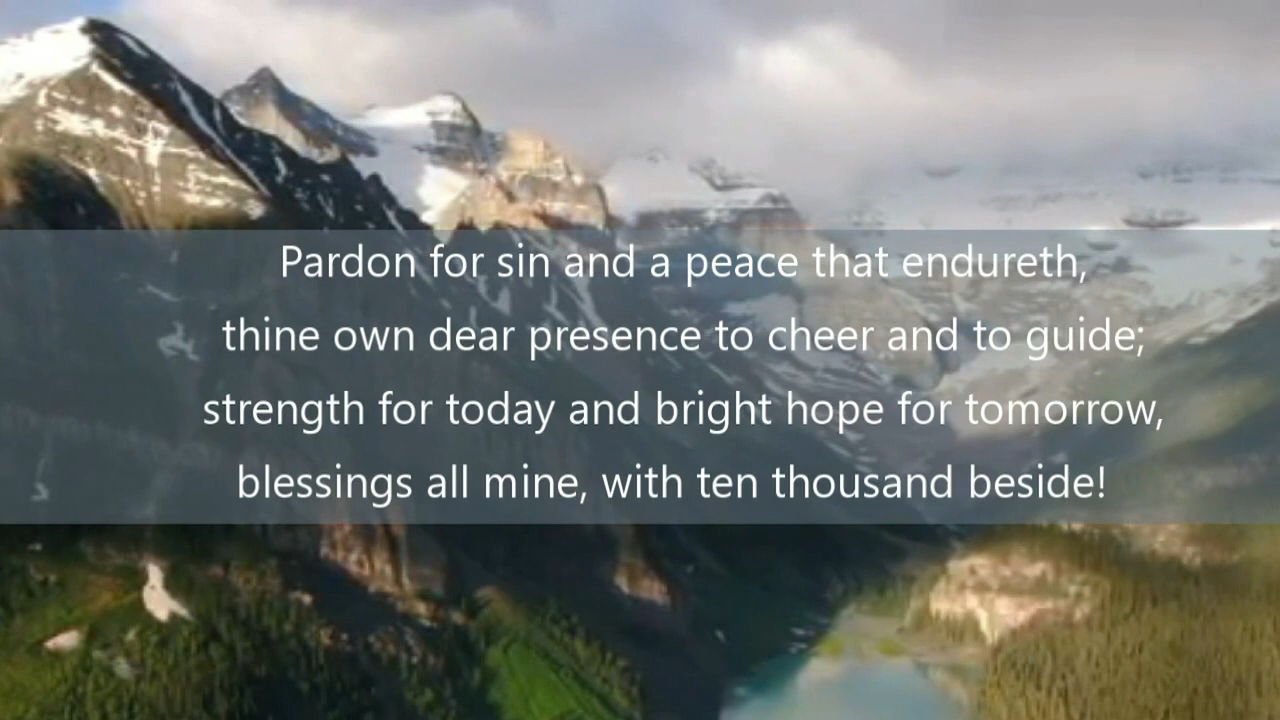 Pardon for sin and a peace that endureth,
thine own dear presence to cheer and to guide;
strength for today and bright hope for tomorrow,
blessings all mine, with ten thousand beside!